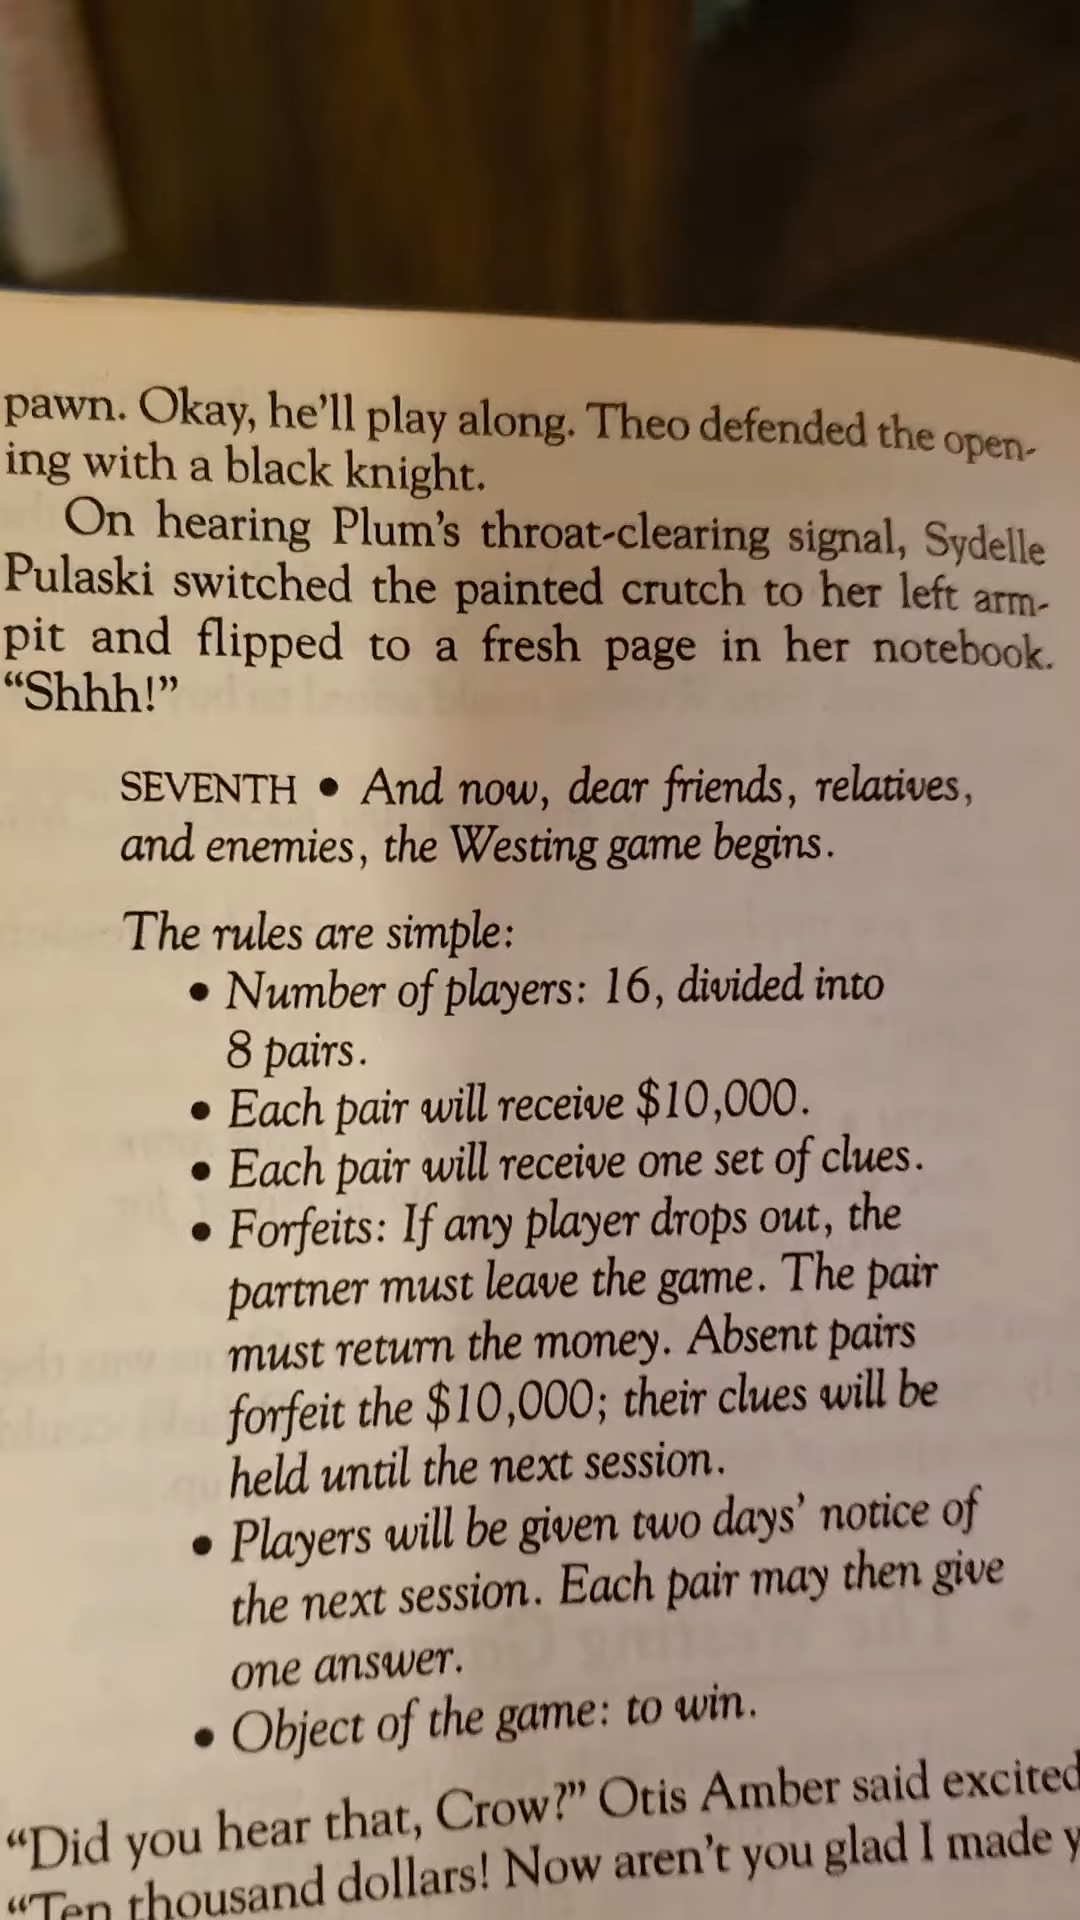 pawn. Okay, he'll play along. Theo defended the open-
ing with a black knight.
On hearing Plum's throat-clearing signal, Sydelle
Pulaski switched the painted crutch to her left arm-
pit and flipped to a fresh page in her notebook.
“Shhh!”
SEVENTH • And now, dear friends, relatives,
and enemies, the Westing game begins.
The rules are simple:
• Number of players: 16, divided into
8 pairs.
• Each pair will receive $10,000.
• Each pair will receive one set of clues.
• Forfeits: If any player drops out, the
partner must leave the game. The pair
must return the money. Absent pairs
forfeit the $10,000; their clues will be
held until the next session.
• Players will be given two days’ notice of
the next session. Each pair may then give
one answer.
• Object of the game: to win.
“Did you hear that, Crow?” Otis Amber said excited
“Ten thousand dollars! Now aren’t you glad I made y